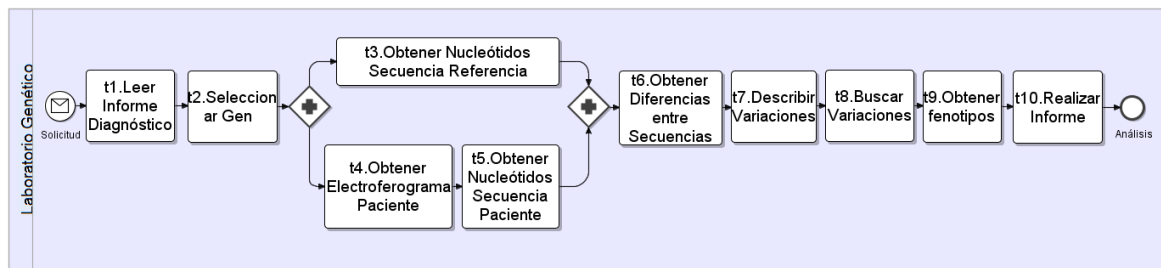 Laboratorio Genético
Solicitud
t1.Leer
Informe
Diagnóstico
t2.Seleccion
ar Gen
t3.Obtener Nucleótidos
Secuencia Referencia
t4.Obtener
Electroferograma
Paciente
t5.Obtener
Nucleótidos
Secuencia
Paciente
t6.Obtener
Diferencias
entre
Secuencias
t7.Describir
Variaciones
t8.Buscar
Variaciones
t9.Obtener
fenotipos
t10.Realizar
Informe
Análisis